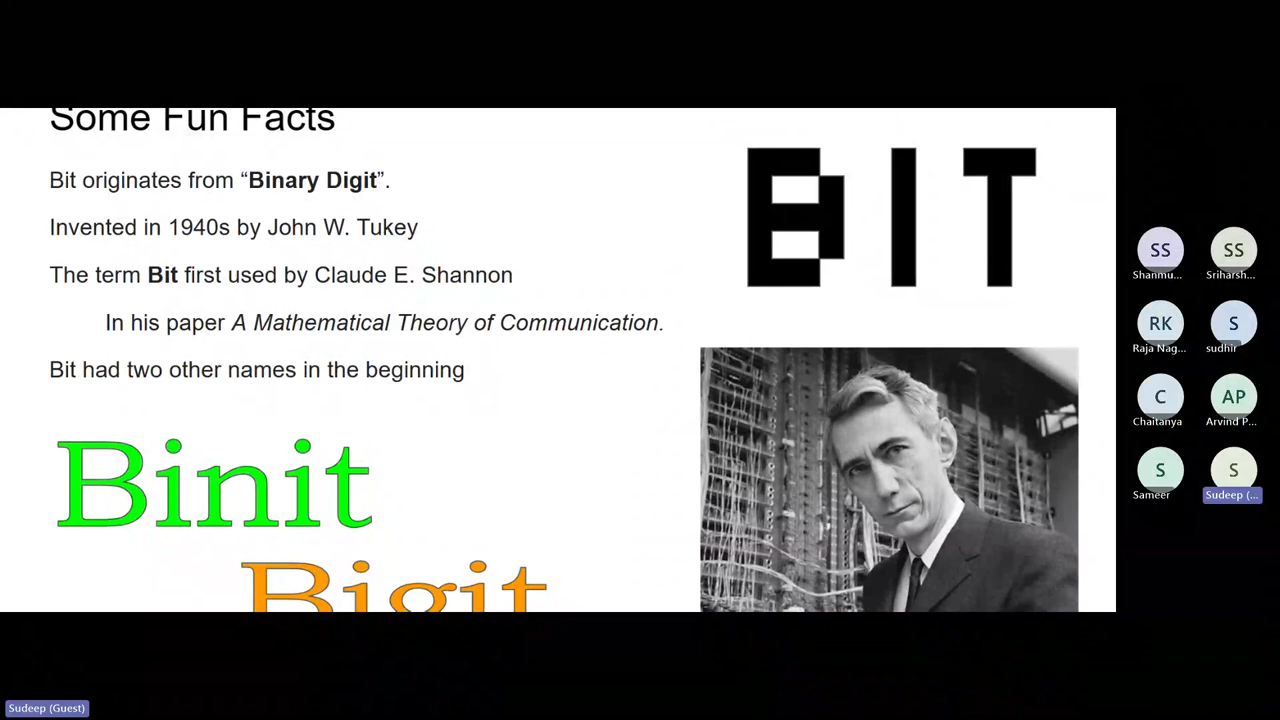 Some Fun Facts
Bit originates from “Binary Digit”.
Invented in 1940s by John W. Tukey
The term Bit first used by Claude E. Shannon
In his paper A Mathematical Theory of Communication.
Bit had two other names in the beginning
Binit
Bigit
BIT
SS
Shanmu...
SS
Sriharsh...
RK
Raja Nag...
S
sudhir
C
Chaitanya
AP
Arvind P...
S
Sameer
S
Sudeep (...
Sudeep (Guest)